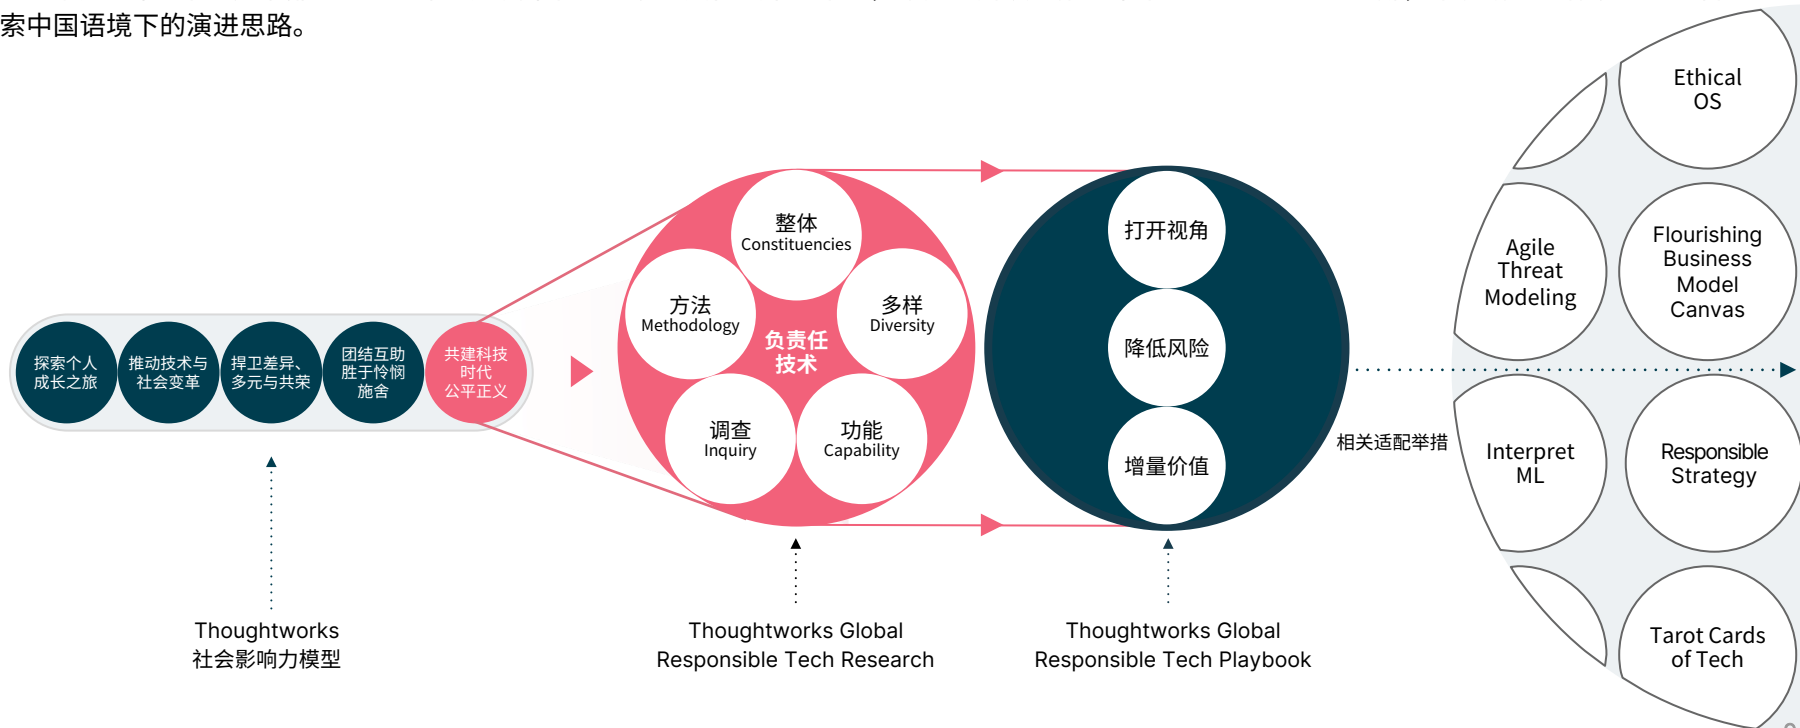 索中国语境下的演进思路。
探索个人
成长之旅
推动技术与
社会变革
捍卫差异、
多元与共荣
团结互助
胜于怜悯
施舍
共建科技
时代
公平正义
Thoughtworks
社会影响力模型
整体
Constituencies
方法
Methodology
多样
Diversity
负责任
技术
调查
Inquiry
功能
Capability
Thoughtworks Global
Responsible Tech Research
打开视角
降低风险
增量价值
Thoughtworks Global
Responsible Tech Playbook
相关适配举措
Ethical
OS
Agile
Threat
Modeling
Flourishing
Business
Model
Canvas
Interpret
ML
Responsible
Strategy
Tarot Cards
of Tech